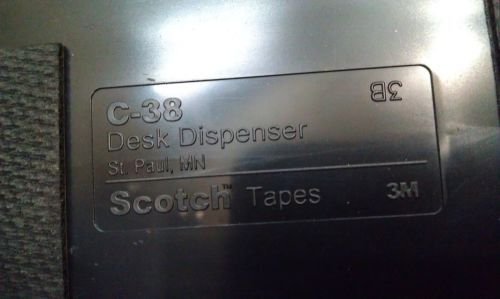 C-38 3B
Desk Dispenser
St. Paul, MN
Scotch™ Tapes 3M